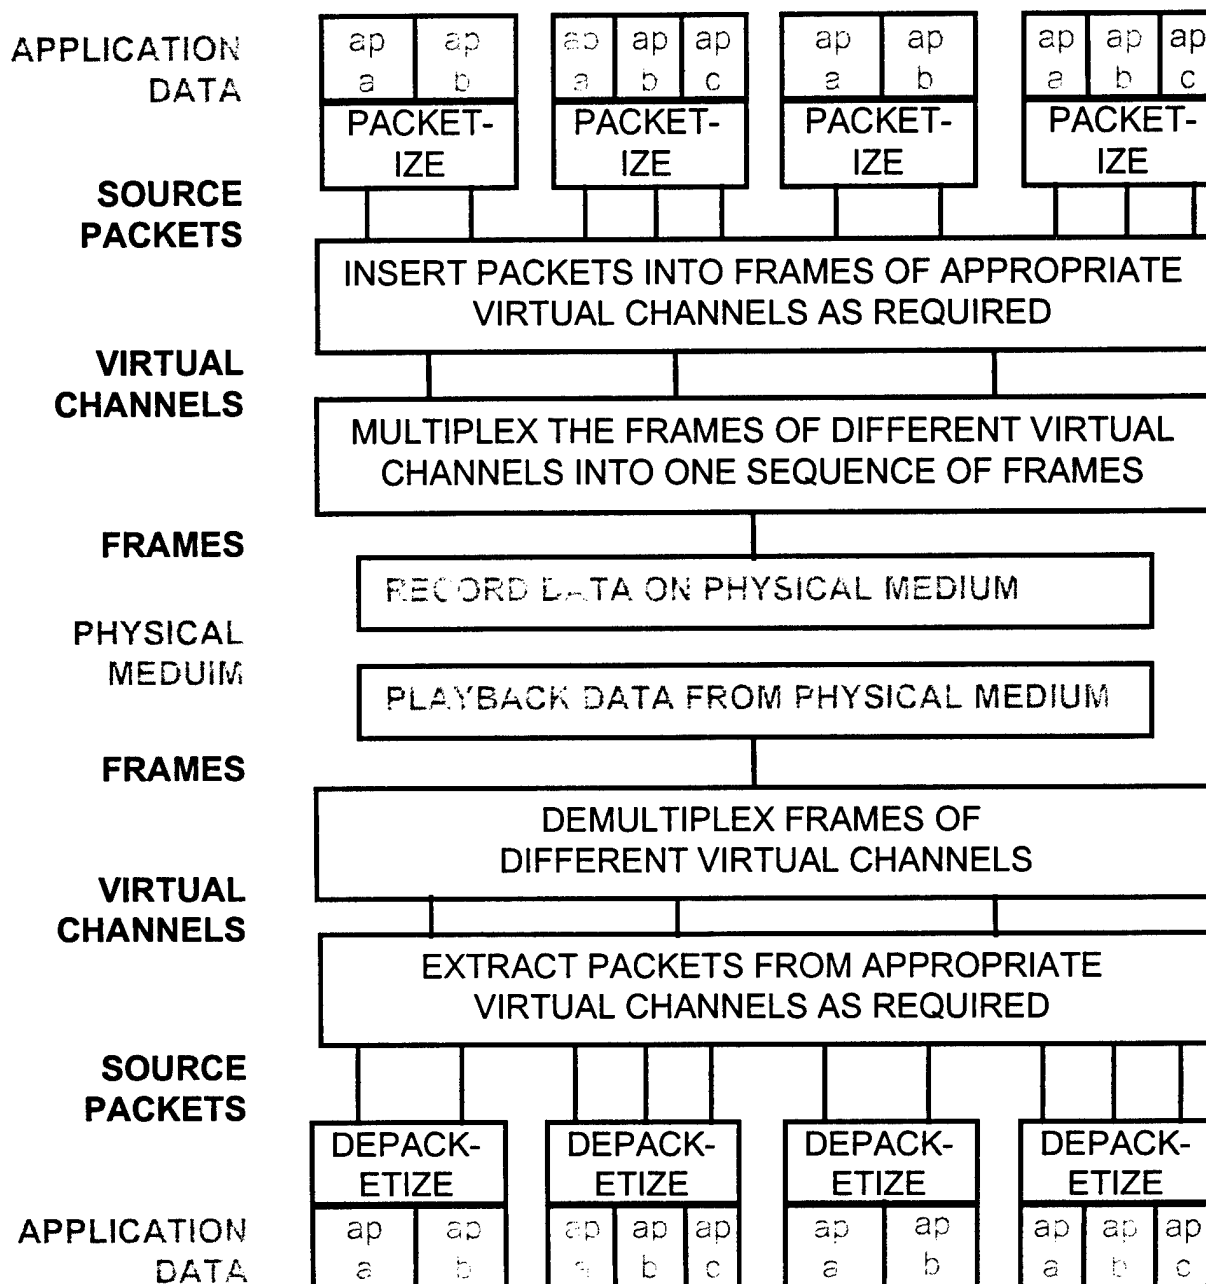 APPLICATION DATA
ap a ap b ap a ap b ap c ap a ap b ap a ap b ap c
PACKET-IZE PACKET-IZE PACKET-IZE PACKET-IZE
SOURCE PACKETS
INSERT PACKETS INTO FRAMES OF APPROPRIATE
VIRTUAL CHANNELS AS REQUIRED
VIRTUAL CHANNELS
MULTIPLEX THE FRAMES OF DIFFERENT VIRTUAL
CHANNELS INTO ONE SEQUENCE OF FRAMES
FRAMES
RECORD DATA ON PHYSICAL MEDIUM
PHYSICAL MEDUIM
PLAYBACK DATA FROM PHYSICAL MEDIUM
FRAMES
DEMULTIPLEX FRAMES OF
DIFFERENT VIRTUAL CHANNELS
VIRTUAL CHANNELS
EXTRACT PACKETS FROM APPROPRIATE
VIRTUAL CHANNELS AS REQUIRED
SOURCE PACKETS
DEPACK-ETIZE DEPACK-ETIZE DEPACK-ETIZE DEPACK-ETIZE
APPLICATION DATA
ap a ap b ap a ap b ap c ap a ap b ap a ap b ap c